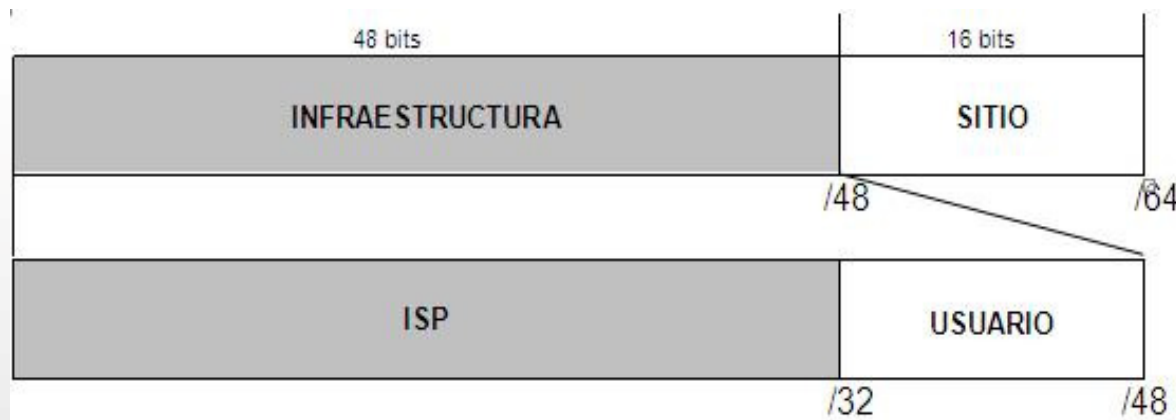 48 bits 16 bits
INFRAESTRUCTURA SITIO
/48 /64
ISP USUARIO
/32 /48